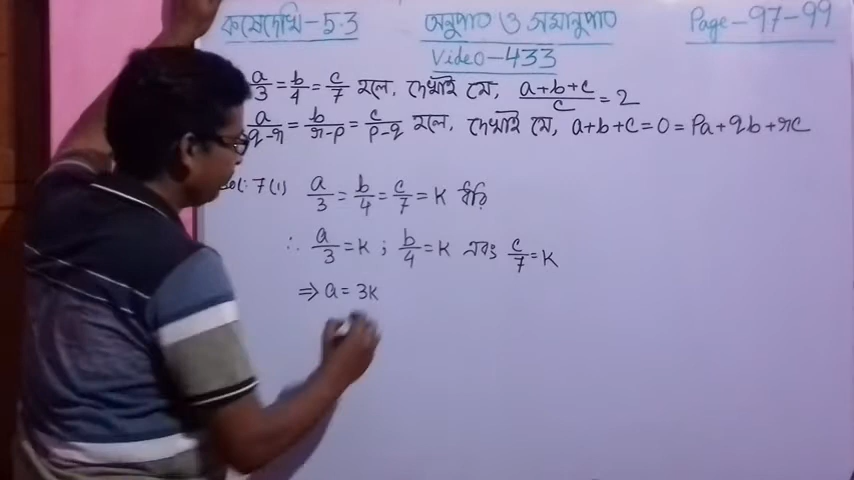 কষেদেখি-5.3 অনুপাত ও সমানুপাত Page-97-99
Video-433
a/3 = b/4 = c/7 হলে, দেখাই যে, (a+b+c)/c = 2
a/(q-r) = b/(r-p) = c/(p-q) হলে, দেখাই যে, a+b+c=0=Pa+qb+rc
7(i) a/3 = b/4 = c/7 = K ধরি
∴ a/3 = K ; b/4 = K এবং c/7 = K
⇒ a = 3K